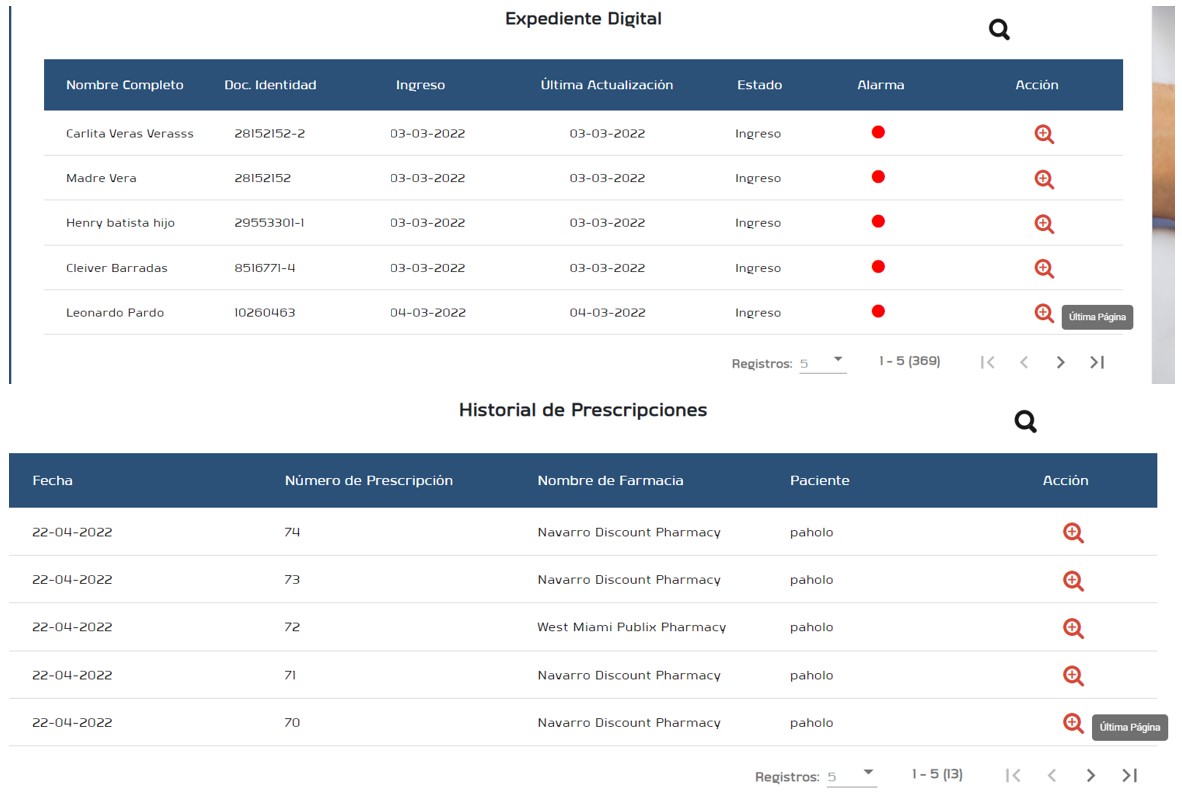 Expediente Digital
Nombre Completo Doc. Identidad Ingreso Última Actualización Estado Alarma Acción
Carlita Veras Verasss 28152152-2 03-03-2022 03-03-2022 Ingreso
Madre Vera 28152152 03-03-2022 03-03-2022 Ingreso
Henry batista hijo 29553301-1 03-03-2022 03-03-2022 Ingreso
Cleiver Barradas 8516771-4 03-03-2022 03-03-2022 Ingreso
Leonardo Pardo 10260463 04-03-2022 04-03-2022 Ingreso Última Página
Registros: 5 1 - 5 (369)
Historial de Prescripciones
Fecha Número de Prescripción Nombre de Farmacia Paciente Acción
22-04-2022 74 Navarro Discount Pharmacy paholo
22-04-2022 73 Navarro Discount Pharmacy paholo
22-04-2022 72 West Miami Publix Pharmacy paholo
22-04-2022 71 Navarro Discount Pharmacy paholo
22-04-2022 70 Navarro Discount Pharmacy paholo Última Página
Registros: 5 1 - 5 (13)